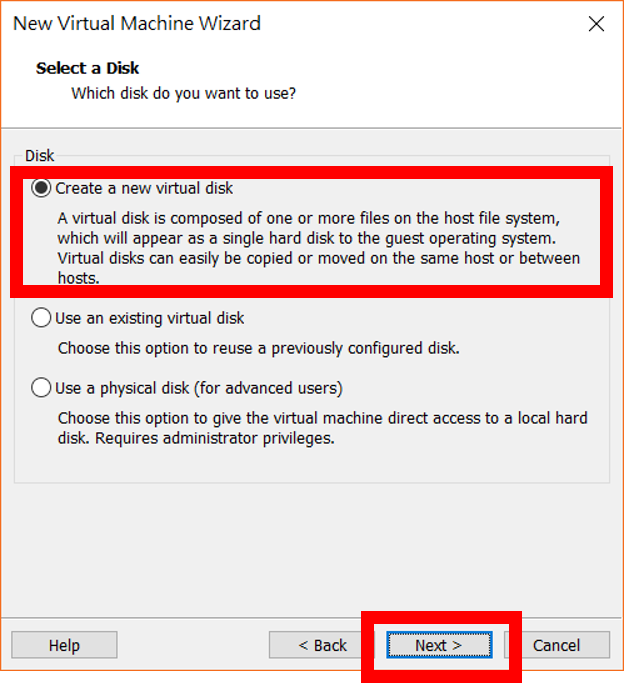 New Virtual Machine Wizard
Select a Disk
Which disk do you want to use?
Disk
Create a new virtual disk
A virtual disk is composed of one or more files on the host file system,
which will appear as a single hard disk to the guest operating system.
Virtual disks can easily be copied or moved on the same host or between
hosts.
Use an existing virtual disk
Choose this option to reuse a previously configured disk.
Use a physical disk (for advanced users)
Choose this option to give the virtual machine direct access to a local hard
disk. Requires administrator privileges.
Help < Back Next > Cancel